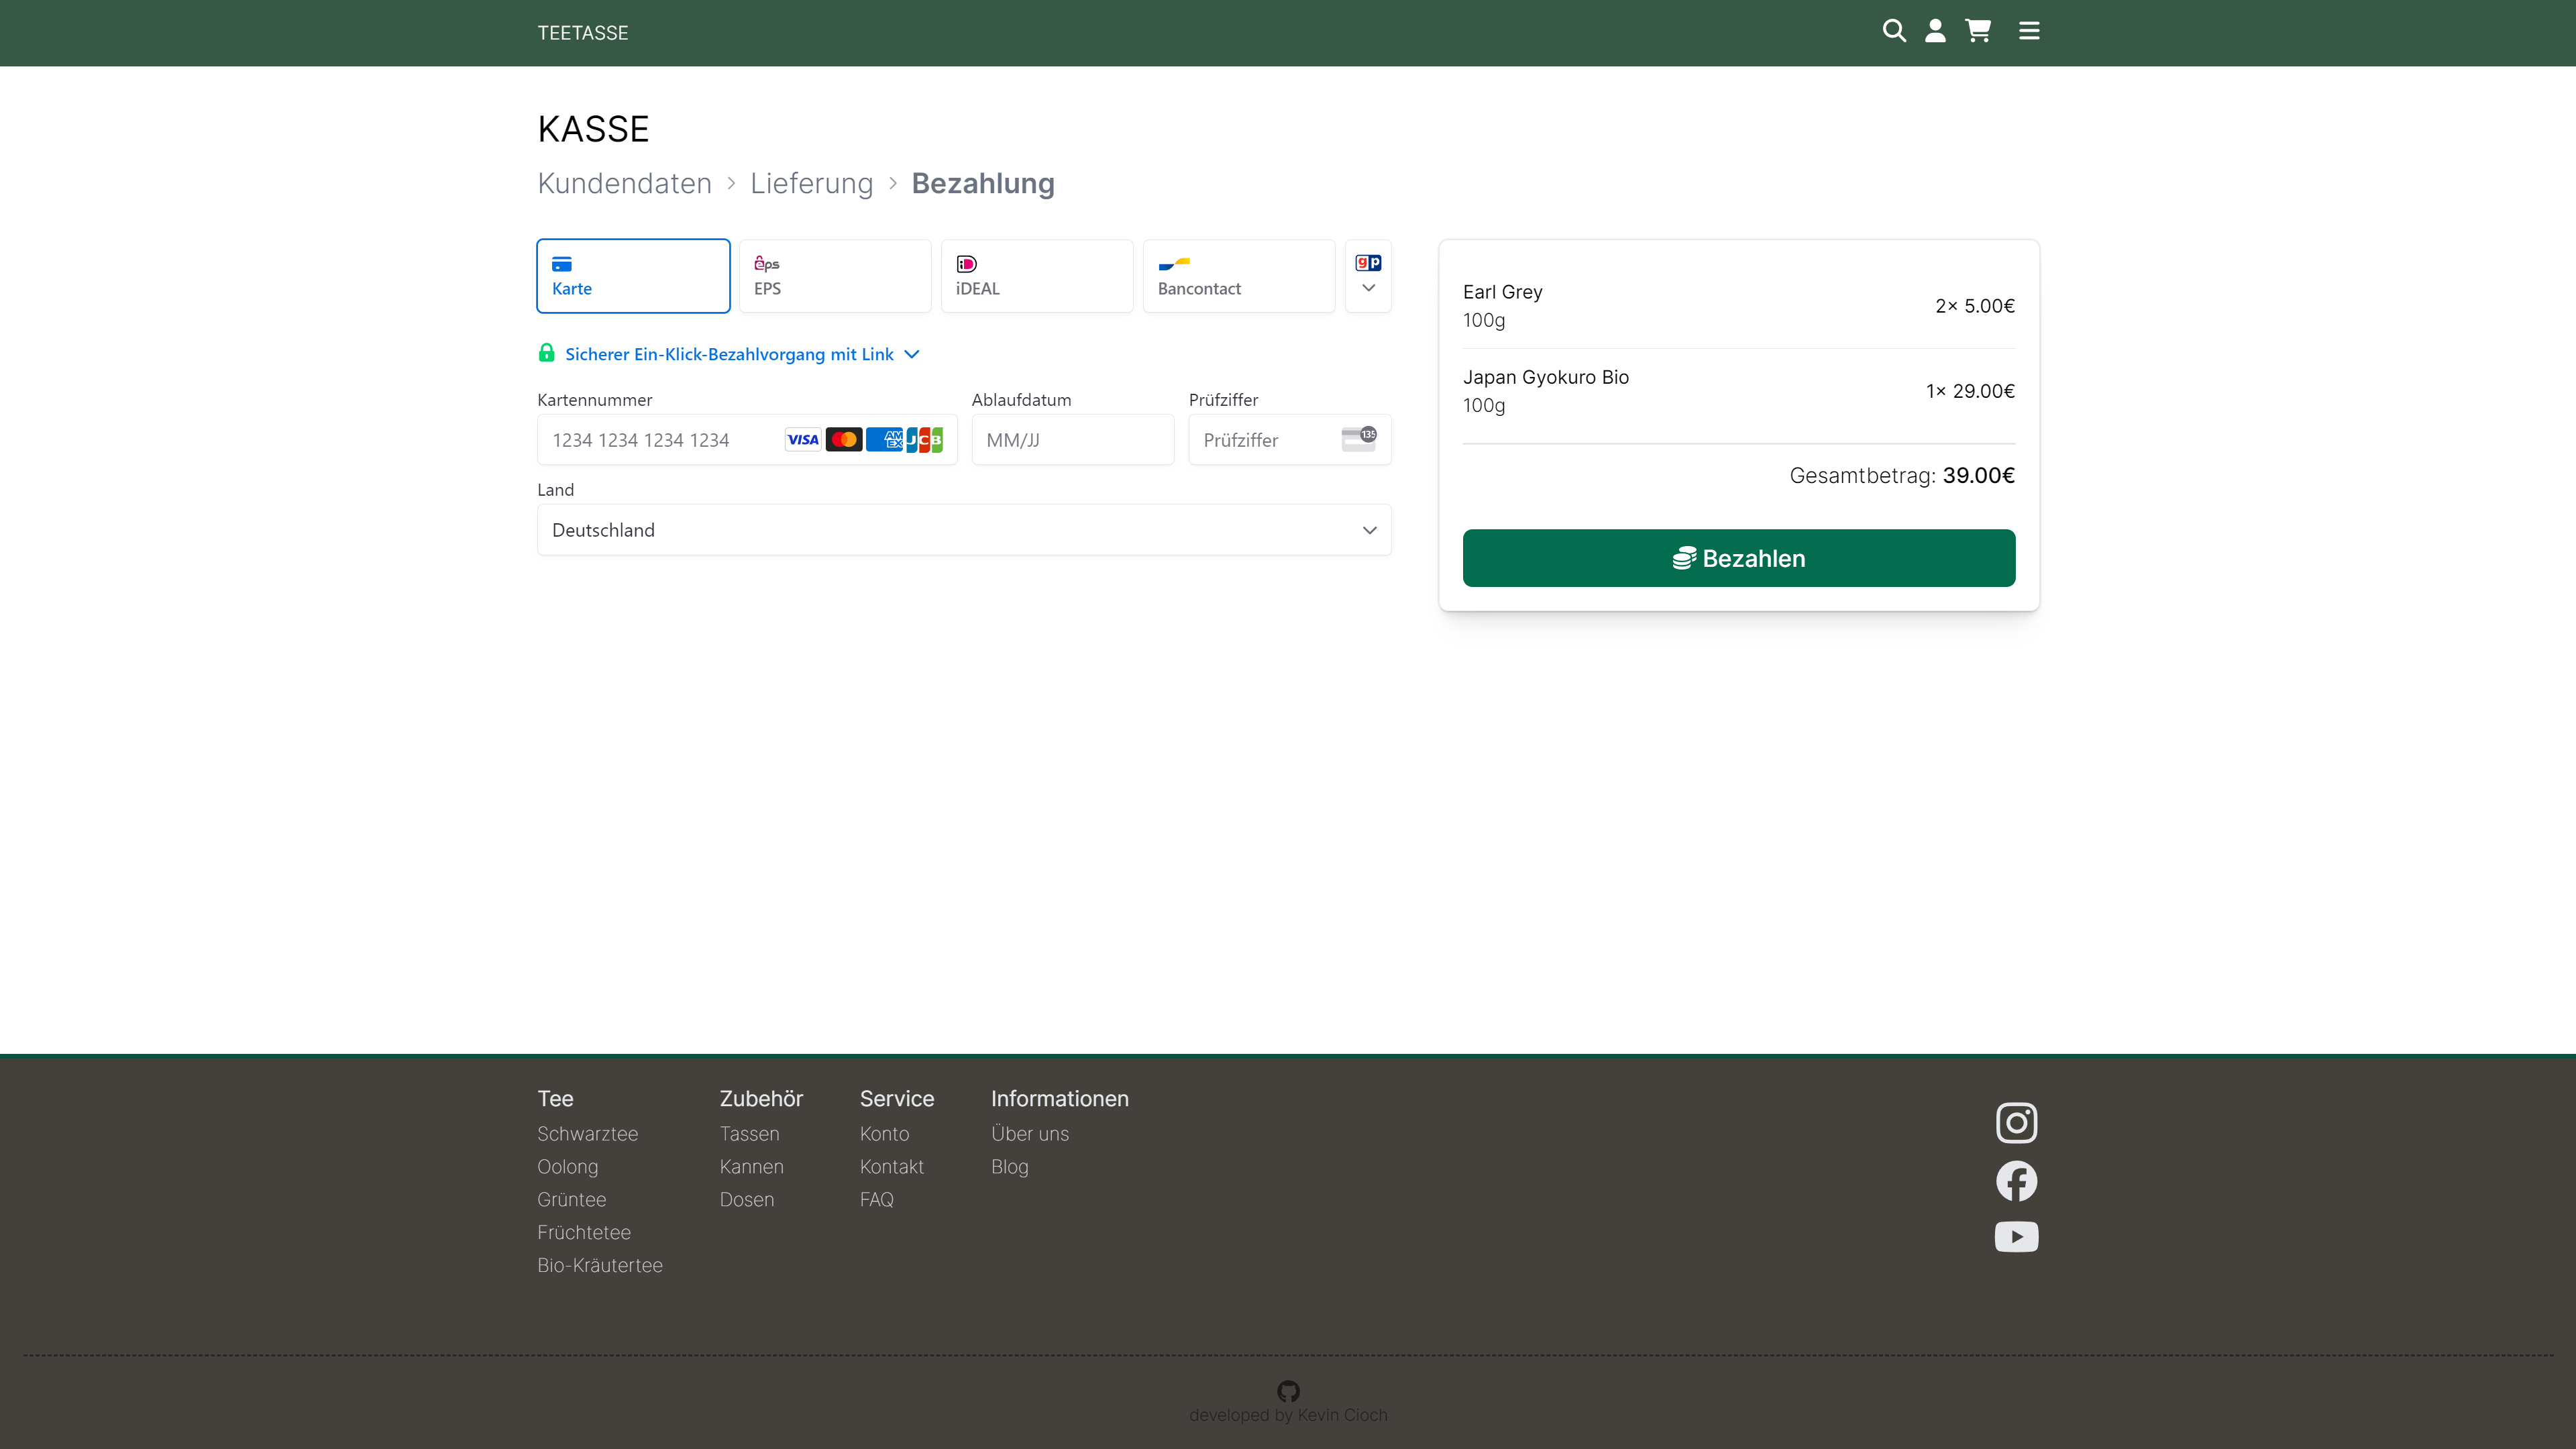 TEETASSE
KASSE
Kundendaten > Lieferung > Bezahlung
Karte
eps
EPS
iD
iDEAL
Bancontact
gp
Sicherer Ein-Klick-Bezahlvorgang mit Link
Kartennummer
1234 1234 1234 1234
VISA
AMEX
JCB
Ablaufdatum
MM/JJ
Prüfziffer
Prüfziffer
135
Land
Deutschland
Earl Grey
100g
2× 5.00€
Japan Gyokuro Bio
100g
1× 29.00€
Gesamtbetrag: 39.00€
Bezahlen
Tee
Schwarztee
Oolong
Grüntee
Früchtetee
Bio-Kräutertee
Zubehör
Tassen
Kannen
Dosen
Service
Konto
Kontakt
FAQ
Informationen
Über uns
Blog
developed by Kevin Cioch